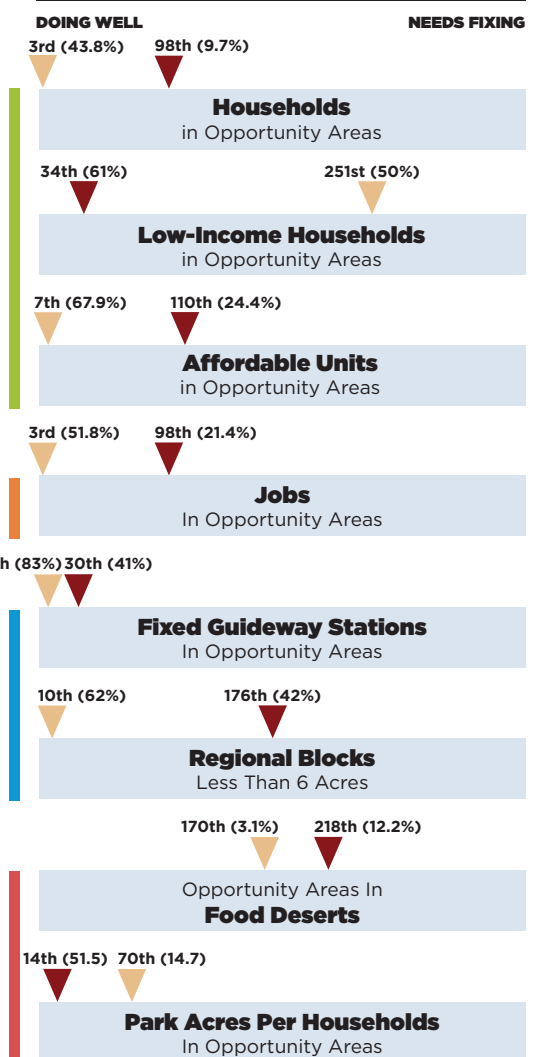 DOING WELL NEEDS FIXING
3rd (43.8%) 98th (9.7%)
Households
in Opportunity Areas
34th (61%) 251st (50%)
Low-Income Households
in Opportunity Areas
7th (67.9%) 110th (24.4%)
Affordable Units
in Opportunity Areas
3rd (51.8%) 98th (21.4%)
Jobs
In Opportunity Areas
h (83%) 30th (41%)
Fixed Guideway Stations
In Opportunity Areas
10th (62%) 176th (42%)
Regional Blocks
Less Than 6 Acres
170th (3.1%) 218th (12.2%)
Opportunity Areas In
Food Deserts
14th (51.5) 70th (14.7)
Park Acres Per Households
In Opportunity Areas